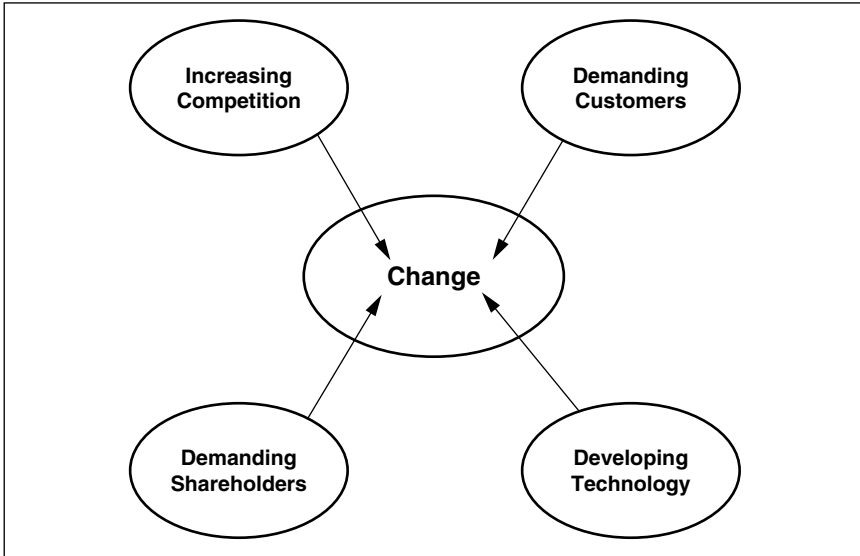 Increasing
Competition
Demanding
Customers
Change
Demanding
Shareholders
Developing
Technology